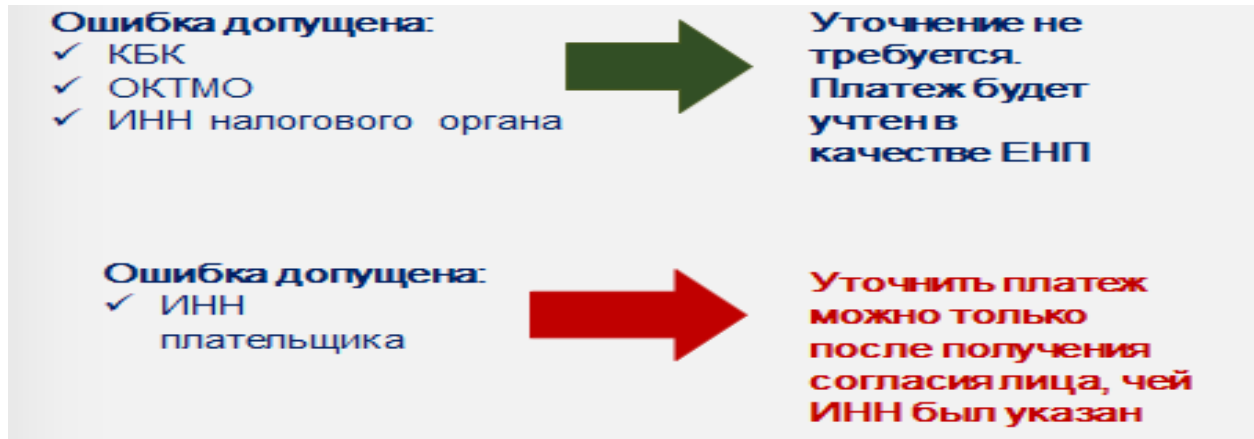 Ошибка допущена:
✓ КБК
✓ ОКТМО
✓ ИНН налогового органа
Уточнение не
требуется.
Платеж будет
учтен в
качестве ЕНП
Ошибка допущена:
✓ ИНН
плательщика
Уточнить платеж
можно только
после получения
согласия лица, чей
ИНН был указан